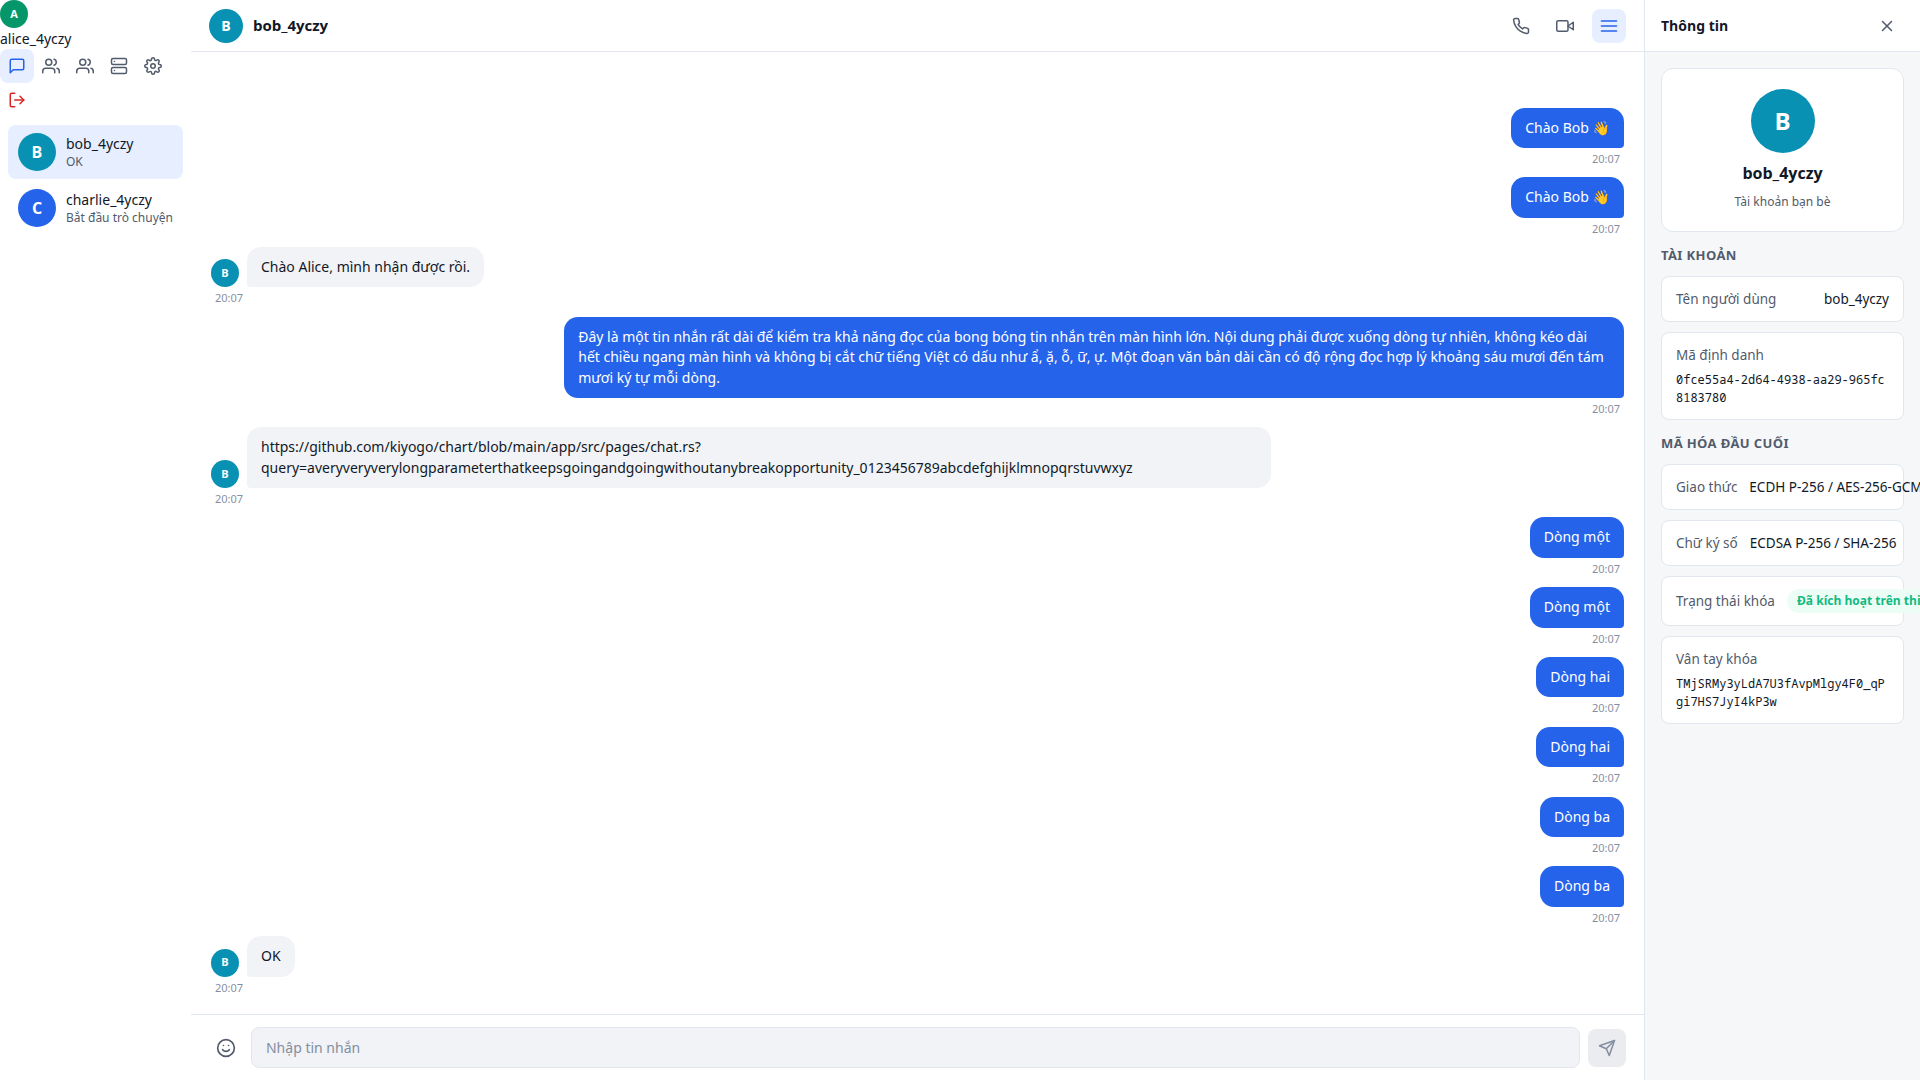 A
alice_4yczy
B
bob_4yczy
OK
C
charlie_4yczy
Bắt đầu trò chuyện
B
bob_4yczy
Chào Bob 👋
20:07
Chào Bob 👋
20:07
B
Chào Alice, mình nhận được rồi.
20:07
Đây là một tin nhắn rất dài để kiểm tra khả năng đọc của bong bóng tin nhắn trên màn hình lớn. Nội dung phải được xuống dòng tự nhiên, không kéo dài
hết chiều ngang màn hình và không bị cắt chữ tiếng Việt có dấu như ấ, ặ, ỗ, ữ, ự. Một đoạn văn bản dài cần có độ rộng đọc hợp lý khoảng sáu mươi đến tám
mươi ký tự mỗi dòng.
20:07
https://github.com/kiyogo/chart/blob/main/app/src/pages/chat.rs?
query=averyveryverylongparameterthatkeepsgoingandgoingwithoutanybreakopportunity_0123456789abcdefghijklmnopqrstuvwxyz
B
20:07
Dòng một
20:07
Dòng một
20:07
Dòng hai
20:07
Dòng hai
20:07
Dòng ba
20:07
Dòng ba
20:07
B
OK
20:07
Nhập tin nhắn
Thông tin
B
bob_4yczy
Tài khoản bạn bè
TÀI KHOẢN
Tên người dùng bob_4yczy
Mã định danh
0fce55a4-2d64-4938-aa29-965fc
8183780
MÃ HÓA ĐẦU CUỐI
Giao thức ECDH P-256 / AES-256-GCM
Chữ ký số ECDSA P-256 / SHA-256
Trạng thái khóa Đã kích hoạt trên thi
Vân tay khóa
TMjSRMy3yLdA7U3fAvpMlgy4F0_qP
gi7HS7JyI4kP3w